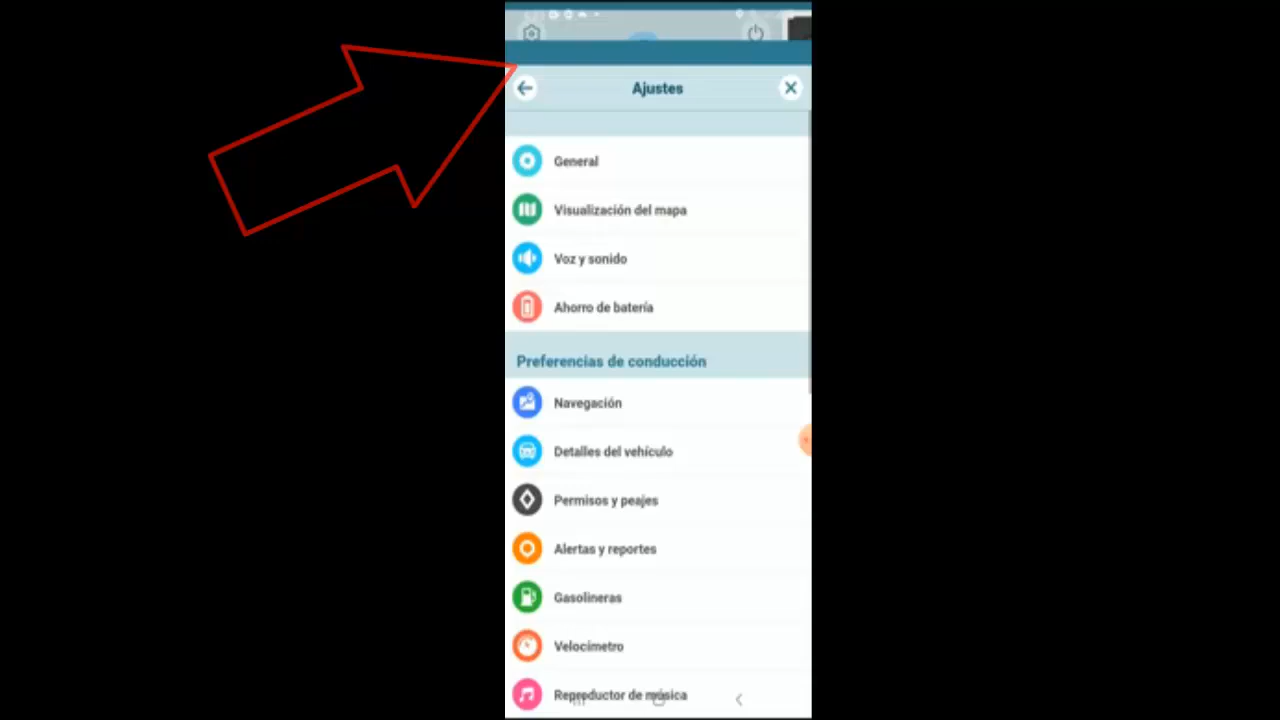 Ajustes
General
Visualización del mapa
Voz y sonido
Ahorro de batería
Preferencias de conducción
Navegación
Detalles del vehículo
Permisos y peajes
Alertas y reportes
Gasolineras
Velocímetro
Reproductor de música